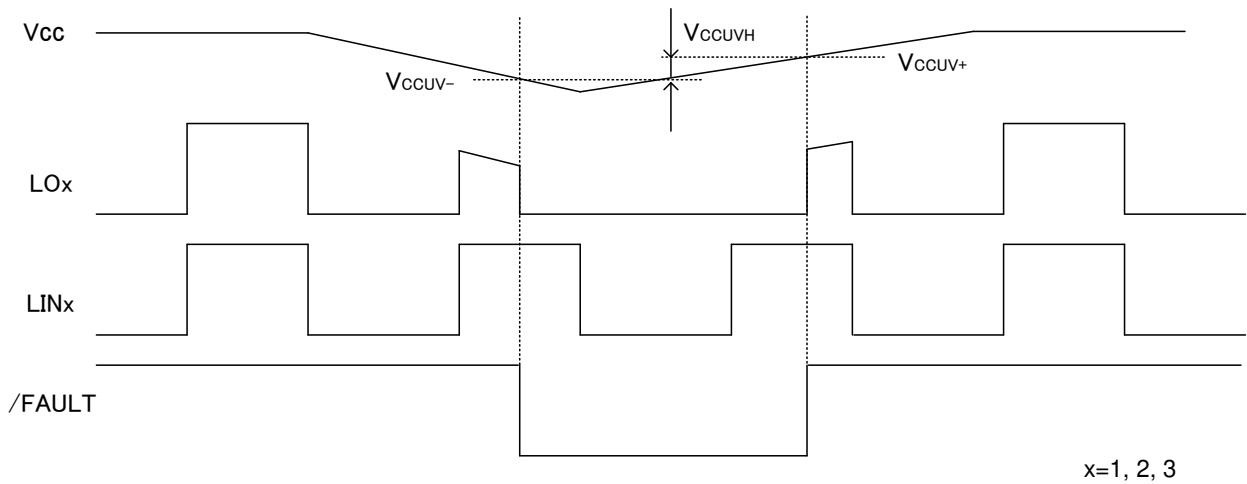 Vcc
VCCUVH
VCCUV−
VCCUV+
LOx
LINx
/FAULT
x=1, 2, 3